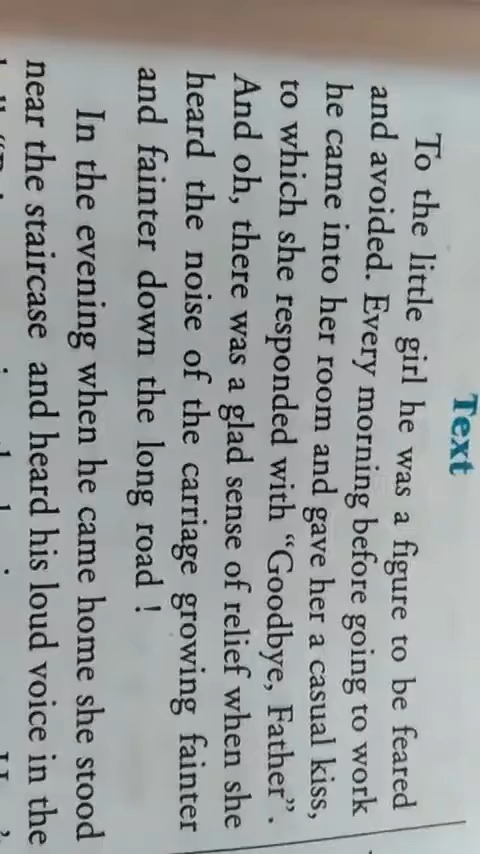 Text
To the little girl he was a figure to be feared
and avoided. Every morning before going to work
he came into her room and gave her a casual kiss,
to which she responded with “Goodbye, Father”.
And oh, there was a glad sense of relief when she
heard the noise of the carriage growing fainter
and fainter down the long road !
In the evening when he came home she stood
near the staircase and heard his loud voice in the